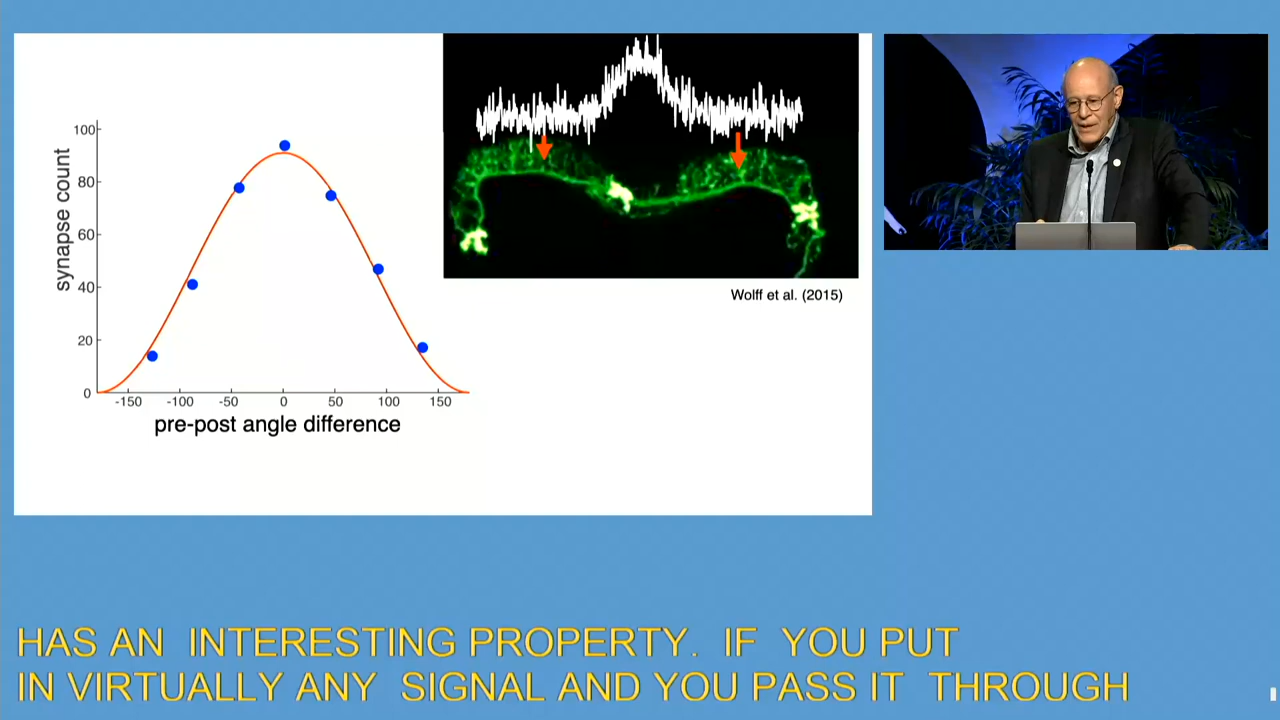 100
80
60
40
20
0
synapse count
-150 -100 -50 0 50 100 150
pre-post angle difference
Wolff et al. (2015)
HAS AN INTERESTING PROPERTY. IF YOU PUT
IN VIRTUALLY ANY SIGNAL AND YOU PASS IT THROUGH